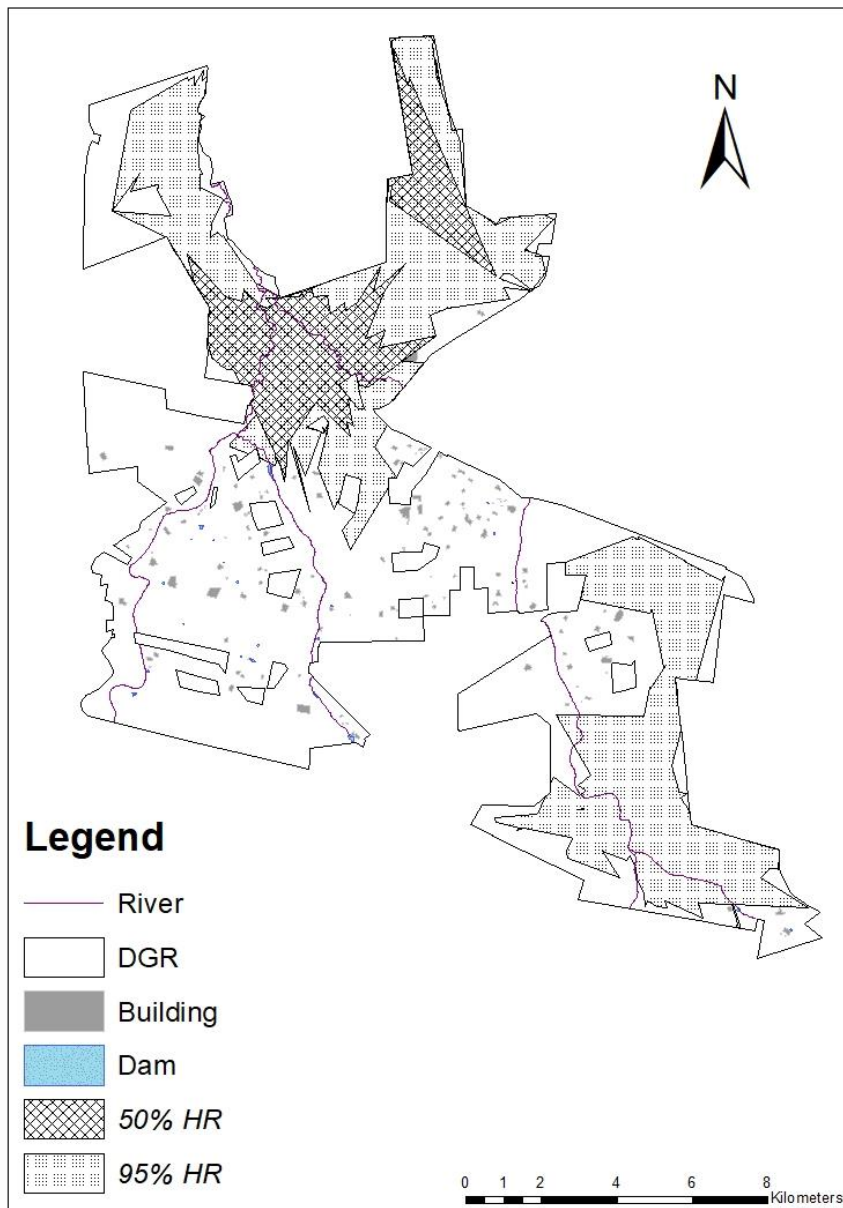 N
Legend
River
DGR
Building
Dam
50% HR
95% HR
0 1 2 4 6 8
Kilometers